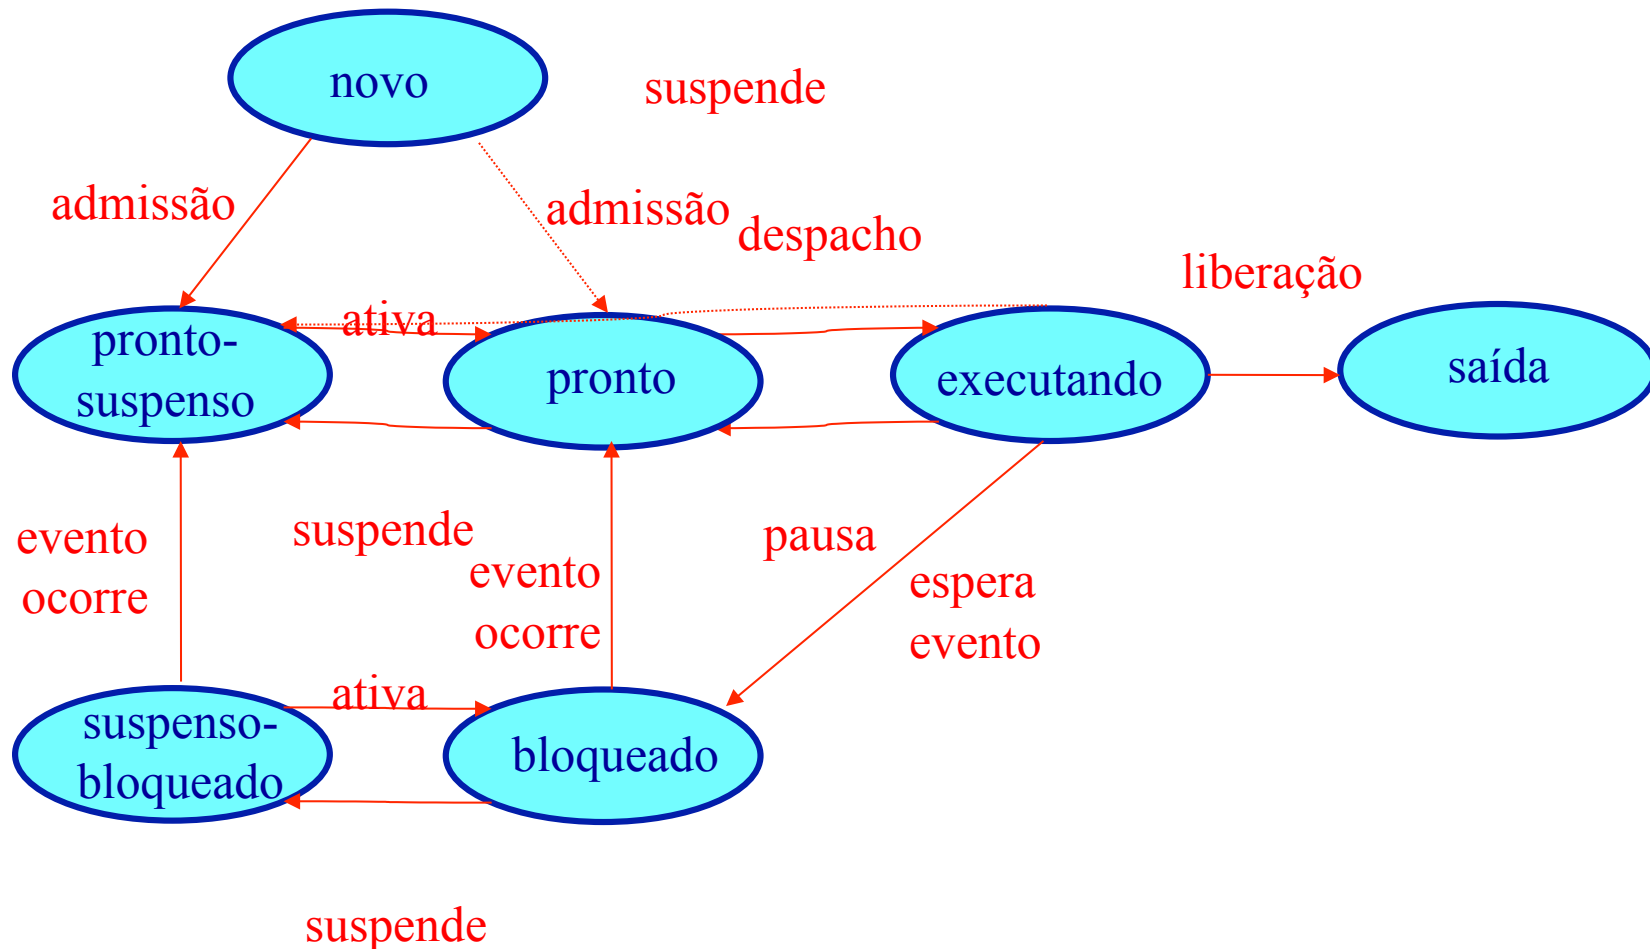 novo
suspende
admissão
admissão
despacho
liberação
ativa
pronto-
suspenso
pronto
executando
saída
evento
ocorre
suspende
evento
ocorre
pausa
espera
evento
ativa
suspenso-
bloqueado
bloqueado
suspende